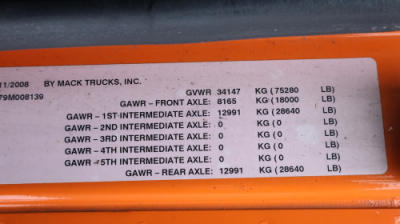 11/2008 BY MACK TRUCKS, INC.
79M008139 GVWR 34147 KG (75280 LB)
GAWR – FRONT AXLE: 8165 KG (18000 LB)
GAWR – 1ST INTERMEDIATE AXLE: 12991 KG (28640 LB)
GAWR – 2ND INTERMEDIATE AXLE: 0 KG (0 LB)
GAWR – 3RD INTERMEDIATE AXLE: 0 KG (0 LB)
GAWR – 4TH INTERMEDIATE AXLE: 0 KG (0 LB)
GAWR – 5TH INTERMEDIATE AXLE: 0 KG (0 LB)
GAWR – REAR AXLE: 12991 KG (28640 LB)